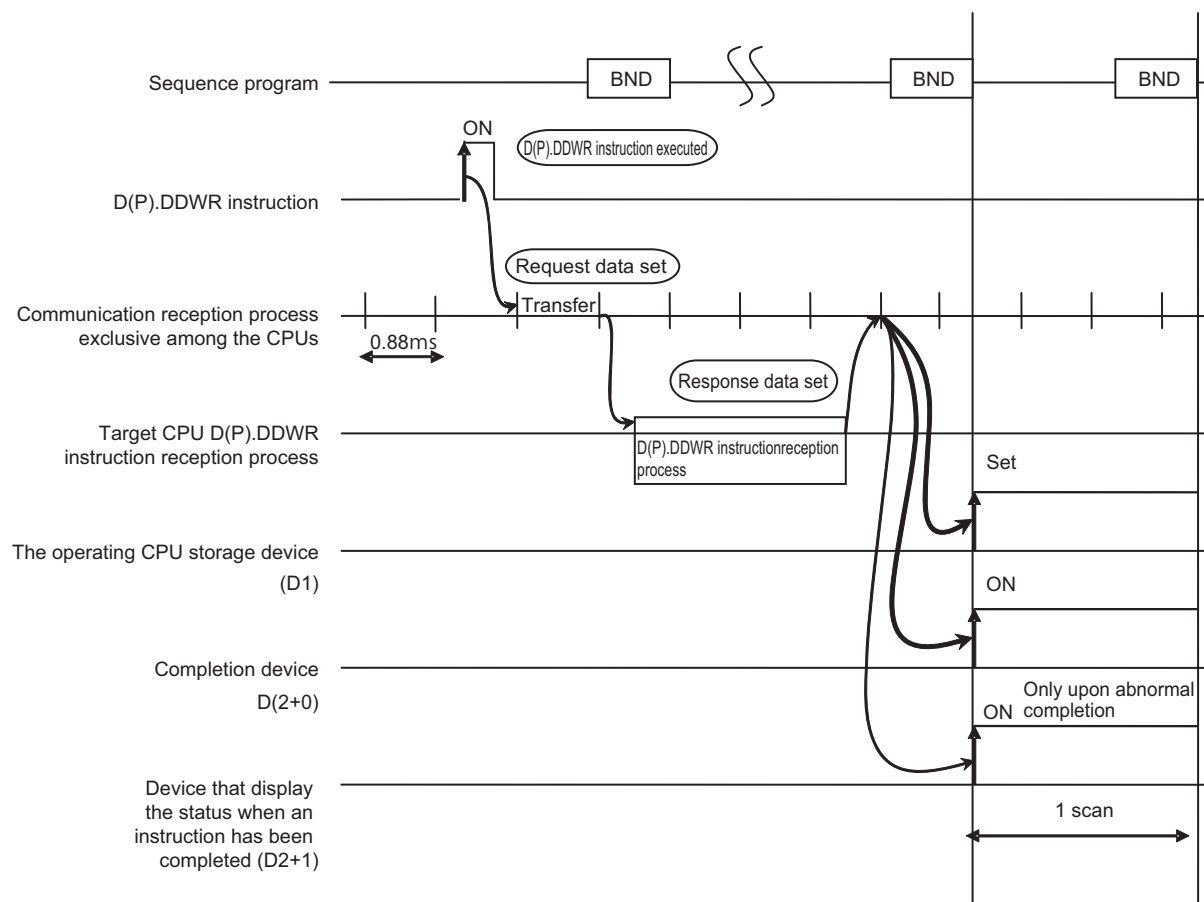 Sequence program
BND
BND
BND
ON
D(P).DDWR instruction executed
D(P).DDWR instruction
Request data set
Transfer
Communication reception process
exclusive among the CPUs
0.88ms
Response data set
Target CPU D(P).DDWR
instruction reception process
D(P).DDWR instructionreception
process
Set
The operating CPU storage device
(D1)
ON
Completion device
D(2+0)
Only upon abnormal
ON completion
Device that display
the status when an
instruction has been
completed (D2+1)
1 scan